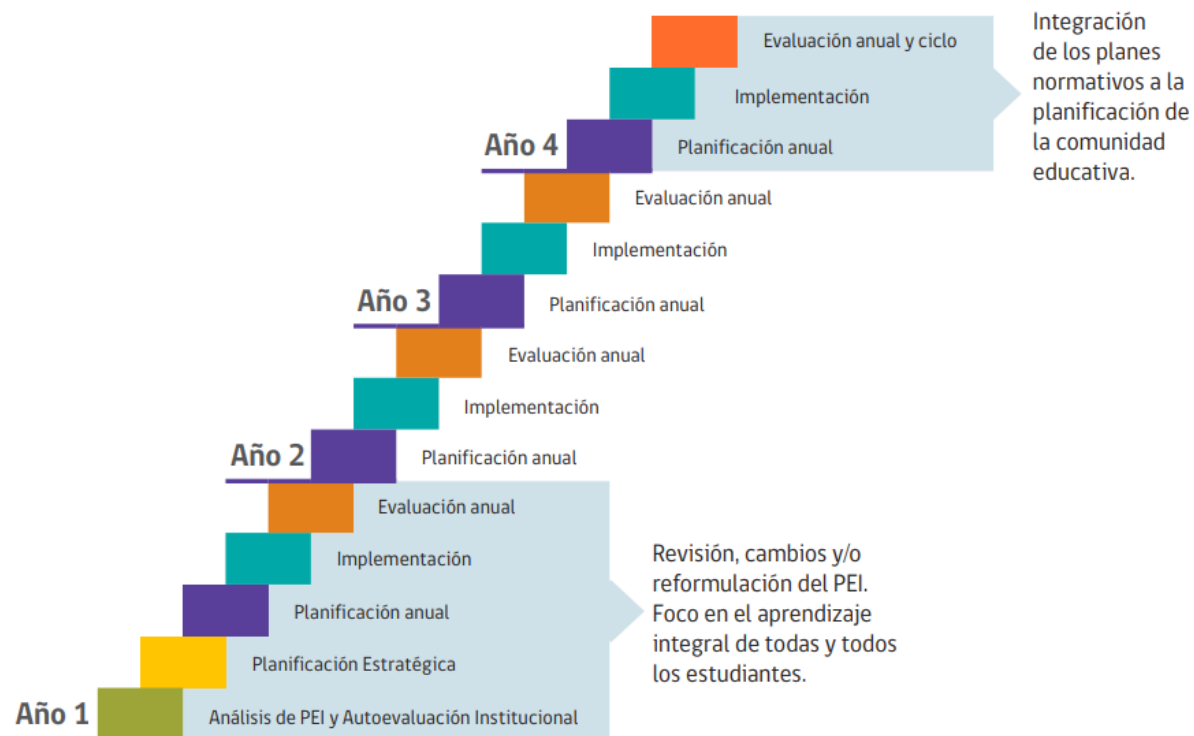 Evaluación anual y ciclo
Implementación
Año 4
Planificación anual
Integración
de los planes
normativos a la
planificación de
la comunidad
educativa.
Evaluación anual
Implementación
Año 3
Planificación anual
Evaluación anual
Implementación
Año 2
Planificación anual
Evaluación anual
Implementación
Planificación anual
Planificación Estratégica
Año 1
Análisis de PEI y Autoevaluación Institucional
Revisión, cambios y/o
reformulación del PEI.
Foco en el aprendizaje
integral de todas y todos
los estudiantes.